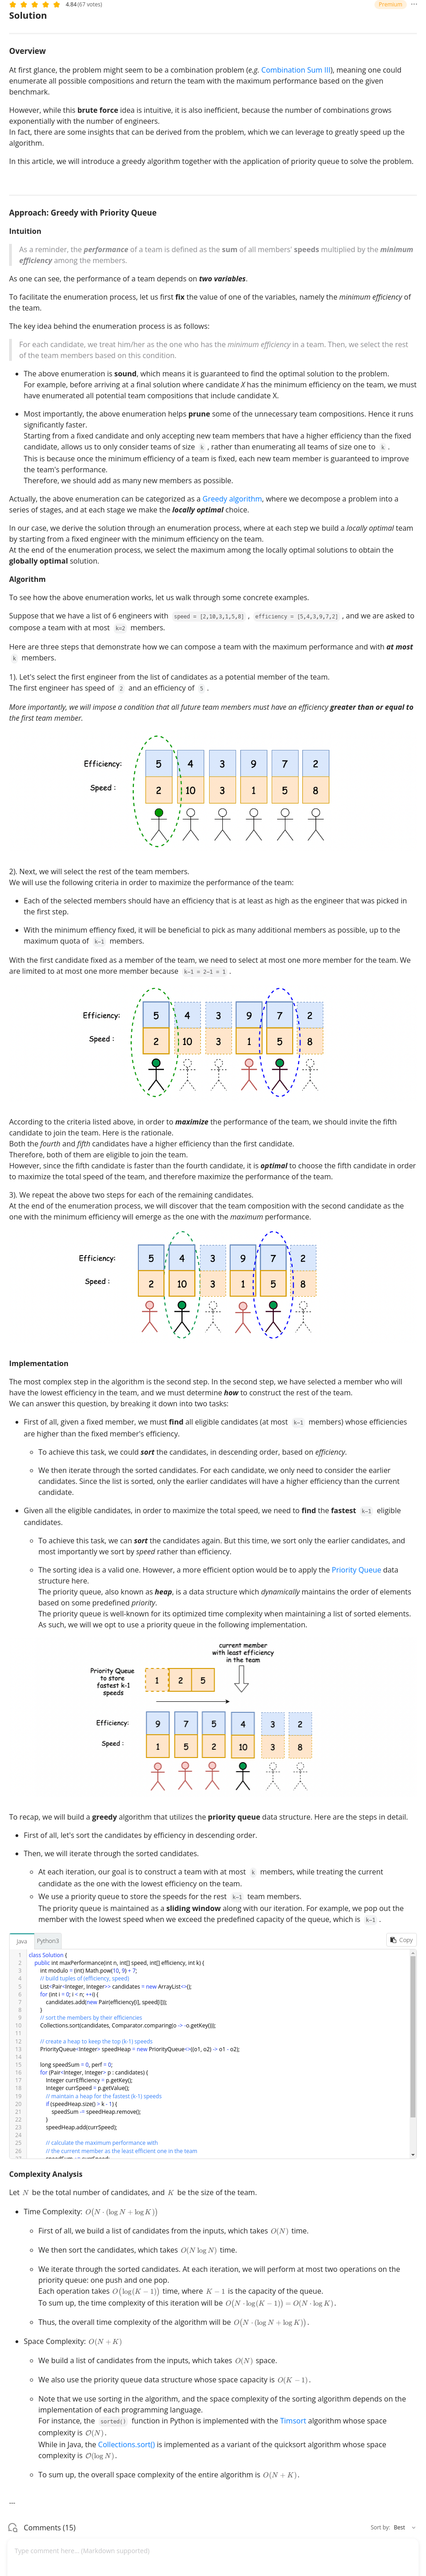 4.84 (67 votes)
Premium
Solution
Overview
At first glance, the problem might seem to be a combination problem (e.g. Combination Sum III), meaning one could
enumerate all possible compositions and return the team with the maximum performance based on the given
benchmark.
However, while this brute force idea is intuitive, it is also inefficient, because the number of combinations grows
exponentially with the number of engineers.
In fact, there are some insights that can be derived from the problem, which we can leverage to greatly speed up the
algorithm.
In this article, we will introduce a greedy algorithm together with the application of priority queue to solve the problem.
Approach: Greedy with Priority Queue
Intuition
As a reminder, the performance of a team is defined as the sum of all members' speeds multiplied by the minimum
efficiency among the members.
As one can see, the performance of a team depends on two variables.
To facilitate the enumeration process, let us first fix the value of one of the variables, namely the minimum efficiency of
the team.
The key idea behind the enumeration process is as follows:
For each candidate, we treat him/her as the one who has the minimum efficiency in a team. Then, we select the rest
of the team members based on this condition.
• The above enumeration is sound, which means it is guaranteed to find the optimal solution to the problem.
For example, before arriving at a final solution where candidate X has the minimum efficiency on the team, we must
have enumerated all potential team compositions that include candidate X.
• Most importantly, the above enumeration helps prune some of the unnecessary team compositions. Hence it runs
significantly faster.
Starting from a fixed candidate and only accepting new team members that have a higher efficiency than the fixed
candidate, allows us to only consider teams of size k , rather than enumerating all teams of size one to k .
This is because once the minimum efficiency of a team is fixed, each new team member is guaranteed to improve
the team's performance.
Therefore, we should add as many new members as possible.
Actually, the above enumeration can be categorized as a Greedy algorithm, where we decompose a problem into a
series of stages, and at each stage we make the locally optimal choice.
In our case, we derive the solution through an enumeration process, where at each step we build a locally optimal team
by starting from a fixed engineer with the minimum efficiency on the team.
At the end of the enumeration process, we select the maximum among the locally optimal solutions to obtain the
globally optimal solution.
Algorithm
To see how the above enumeration works, let us walk through some concrete examples.
Suppose that we have a list of 6 engineers with speed = [2,10,3,1,5,8] , efficiency = [5,4,3,9,7,2] , and we are asked to
compose a team with at most k=2 members.
Here are three steps that demonstrate how we can compose a team with the maximum performance and with at most
k members.
1). Let's select the first engineer from the list of candidates as a potential member of the team.
The first engineer has speed of 2 and an efficiency of 5 .
More importantly, we will impose a condition that all future team members must have an efficiency greater than or equal to
the first team member.
Efficiency: 5 4 3 9 7 2
Speed : 2 10 3 1 5 8
2). Next, we will select the rest of the team members.
We will use the following criteria in order to maximize the performance of the team:
• Each of the selected members should have an efficiency that is at least as high as the engineer that was picked in
the first step.
• With the minimum effiency fixed, it will be beneficial to pick as many additional members as possible, up to the
maximum quota of k−1 members.
With the first candidate fixed as a member of the team, we need to select at most one more member for the team. We
are limited to at most one more member because k−1 = 2−1 = 1 .
Efficiency: 5 4 3 9 7 2
Speed : 2 10 3 1 5 8
According to the criteria listed above, in order to maximize the performance of the team, we should invite the fifth
candidate to join the team. Here is the rationale.
Both the fourth and fifth candidates have a higher efficiency than the first candidate.
Therefore, both of them are eligible to join the team.
However, since the fifth candidate is faster than the fourth candidate, it is optimal to choose the fifth candidate in order
to maximize the total speed of the team, and therefore maximize the performance of the team.
3). We repeat the above two steps for each of the remaining candidates.
At the end of the enumeration process, we will discover that the team composition with the second candidate as the
one with the minimum efficiency will emerge as the one with the maximum performance.
Efficiency: 5 4 3 9 7 2
Speed : 2 10 3 1 5 8
Implementation
The most complex step in the algorithm is the second step. In the second step, we have selected a member who will
have the lowest efficiency in the team, and we must determine how to construct the rest of the team.
We can answer this question, by breaking it down into two tasks:
• First of all, given a fixed member, we must find all eligible candidates (at most k−1 members) whose efficiencies
are higher than the fixed member's efficiency.
○ To achieve this task, we could sort the candidates, in descending order, based on efficiency.
○ We then iterate through the sorted candidates. For each candidate, we only need to consider the earlier
candidates. Since the list is sorted, only the earlier candidates will have a higher efficiency than the current
candidate.
• Given all the eligible candidates, in order to maximize the total speed, we need to find the fastest k−1 eligible
candidates.
○ To achieve this task, we can sort the candidates again. But this time, we sort only the earlier candidates, and
most importantly we sort by speed rather than efficiency.
○ The sorting idea is a valid one. However, a more efficient option would be to apply the Priority Queue data
structure here.
The priority queue, also known as heap, is a data structure which dynamically maintains the order of elements
based on some predefined priority.
The priority queue is well-known for its optimized time complexity when maintaining a list of sorted elements.
As such, we will we opt to use a priority queue in the following implementation.
current member
with least efficiency
in the team
Priority Queue
to store
fastest k-1
speeds
1 2 5
Efficiency: 9 7 5 4 3 2
Speed : 1 5 2 10 3 8
To recap, we will build a greedy algorithm that utilizes the priority queue data structure. Here are the steps in detail.
• First of all, let's sort the candidates by efficiency in descending order.
• Then, we will iterate through the sorted candidates.
○ At each iteration, our goal is to construct a team with at most k members, while treating the current
candidate as the one with the lowest efficiency on the team.
○ We use a priority queue to store the speeds for the rest k−1 team members.
The priority queue is maintained as a sliding window along with our iteration. For example, we pop out the
member with the lowest speed when we exceed the predefined capacity of the queue, which is k−1 .
Java Python3
Copy
1 class Solution {
2 public int maxPerformance(int n, int[] speed, int[] efficiency, int k) {
3 int modulo = (int) Math.pow(10, 9) + 7;
4 // build tuples of (efficiency, speed)
5 List<Pair<Integer, Integer>> candidates = new ArrayList<>();
6 for (int i = 0; i < n; ++i) {
7 candidates.add(new Pair(efficiency[i], speed[i]));
8 }
9 // sort the members by their efficiencies
10 Collections.sort(candidates, Comparator.comparing(o -> -o.getKey()));
11
12 // create a heap to keep the top (k-1) speeds
13 PriorityQueue<Integer> speedHeap = new PriorityQueue<>((o1, o2) -> o1 - o2);
14
15 long speedSum = 0, perf = 0;
16 for (Pair<Integer, Integer> p : candidates) {
17 Integer currEfficiency = p.getKey();
18 Integer currSpeed = p.getValue();
19 // maintain a heap for the fastest (k-1) speeds
20 if (speedHeap.size() > k - 1) {
21 speedSum -= speedHeap.remove();
22 }
23 speedHeap.add(currSpeed);
24
25 // calculate the maximum performance with
26 // the current member as the least efficient one in the team
Complexity Analysis
Let N be the total number of candidates, and K be the size of the team.
• Time Complexity: O(N · (log N + log K))
○ First of all, we build a list of candidates from the inputs, which takes O(N) time.
○ We then sort the candidates, which takes O(N log N) time.
○ We iterate through the sorted candidates. At each iteration, we will perform at most two operations on the
priority queue: one push and one pop.
Each operation takes O(log(K − 1)) time, where K − 1 is the capacity of the queue.
To sum up, the time complexity of this iteration will be O(N · log(K − 1)) = O(N · log K).
○ Thus, the overall time complexity of the algorithm will be O(N · (log N + log K)).
• Space Complexity: O(N + K)
○ We build a list of candidates from the inputs, which takes O(N) space.
○ We also use the priority queue data structure whose space capacity is O(K − 1).
○ Note that we use sorting in the algorithm, and the space complexity of the sorting algorithm depends on the
implementation of each programming language.
For instance, the sorted() function in Python is implemented with the Timsort algorithm whose space
complexity is O(N).
While in Java, the Collections.sort() is implemented as a variant of the quicksort algorithm whose space
complexity is O(log N).
○ To sum up, the overall space complexity of the entire algorithm is O(N + K).
Comments (15)
Sort by: Best
Type comment here... (Markdown supported)